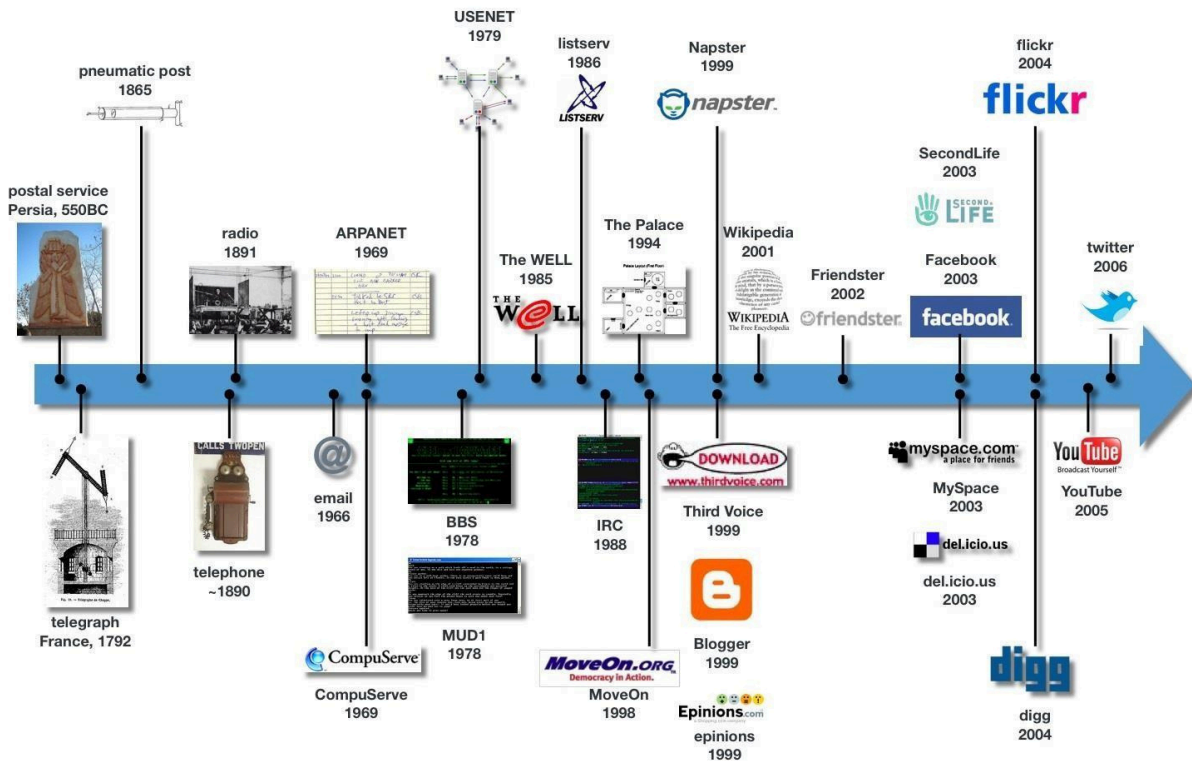 USENET
1979
listserv
1986
LISTSERV
Napster
1999
napster
flickr
2004
flickr
pneumatic post
1865
SecondLife
2003
SECOND
LIFE
postal service
Persia, 550BC
radio
1891
ARPANET
1969
The WELL
1985
THE
WELL
The Palace
1994
Wikipedia
2001
WIKIPEDIA
The Free Encyclopedia
Friendster
2002
friendster
Facebook
2003
facebook
twitter
2006
telegraph
France, 1792
CALLS TWOPEN
telephone
~1890
email
1966
CompuServe
CompuServe
1969
BBS
1978
MUD1
1978
IRC
1988
MoveOn.ORG
Democracy in Action.
MoveOn
1998
DOWNLOAD
www.thirdvoice.com
Third Voice
1999
Blogger
1999
Epinions.com
epinions
1999
myspace.com
a place for friends
MySpace
2003
del.icio.us
del.icio.us
2003
digg
digg
2004
YouTube
Broadcast Yourself™
YouTube
2005